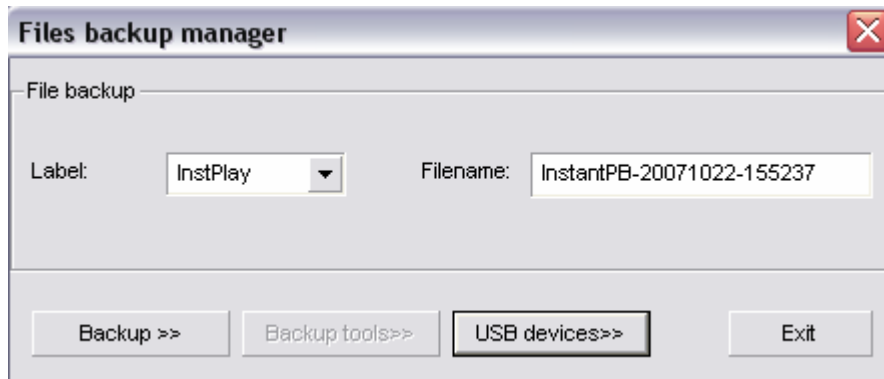 Files backup manager
File backup
Label: InstPlay Filename: InstantPB-20071022-155237
Backup >> Backup tools>> USB devices>> Exit